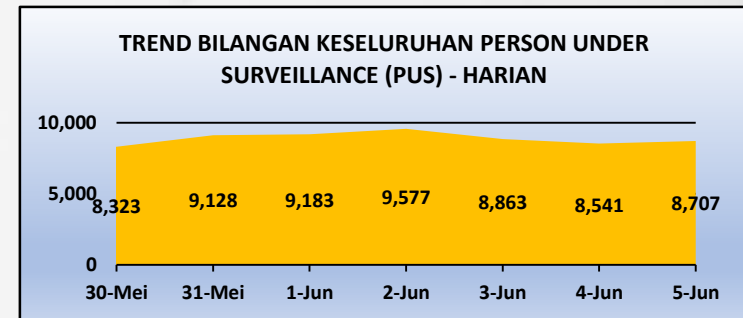 TREND BILANGAN KESELURUHAN PERSON UNDER
SURVEILLANCE (PUS) - HARIAN
10,000
5,000
0
8,323
9,128
9,183
9,577
8,863
8,541
8,707
30-Mei
31-Mei
1-Jun
2-Jun
3-Jun
4-Jun
5-Jun